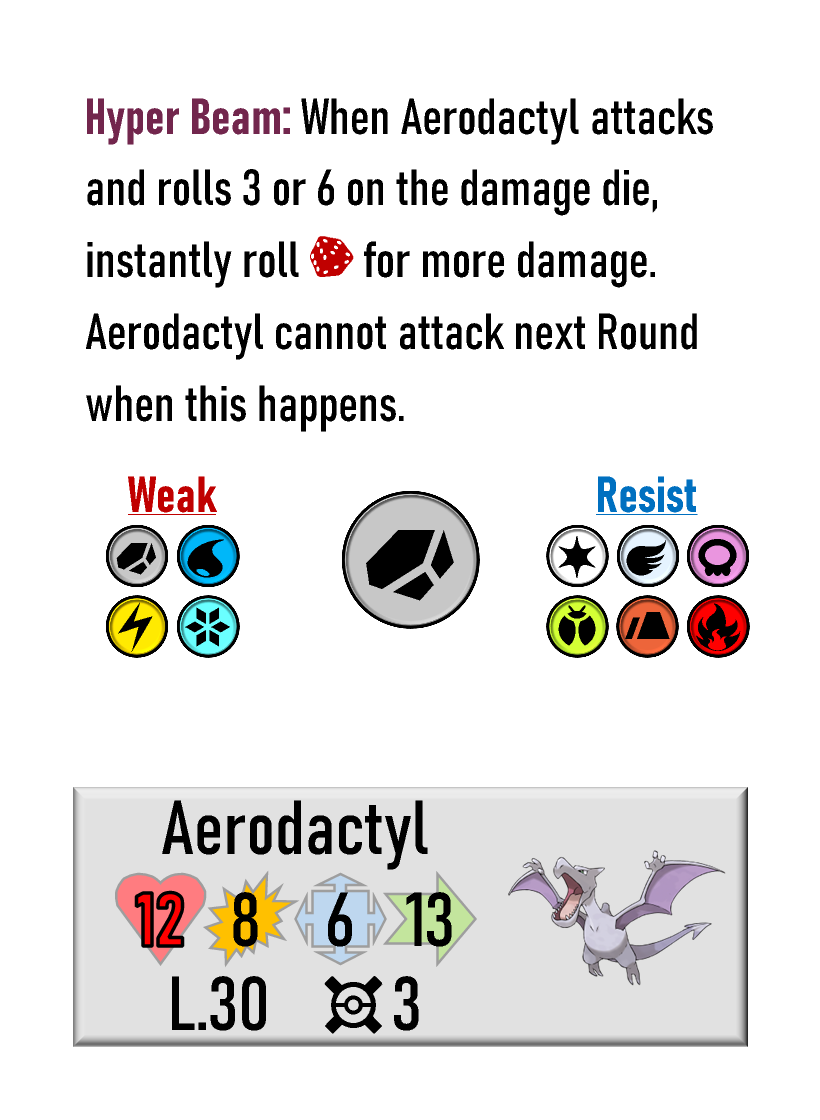 Hyper Beam: When Aerodactyl attacks
and rolls 3 or 6 on the damage die,
instantly roll for more damage.
Aerodactyl cannot attack next Round
when this happens.
Weak
Resist
Aerodactyl
12 8 6 13
L.30 3